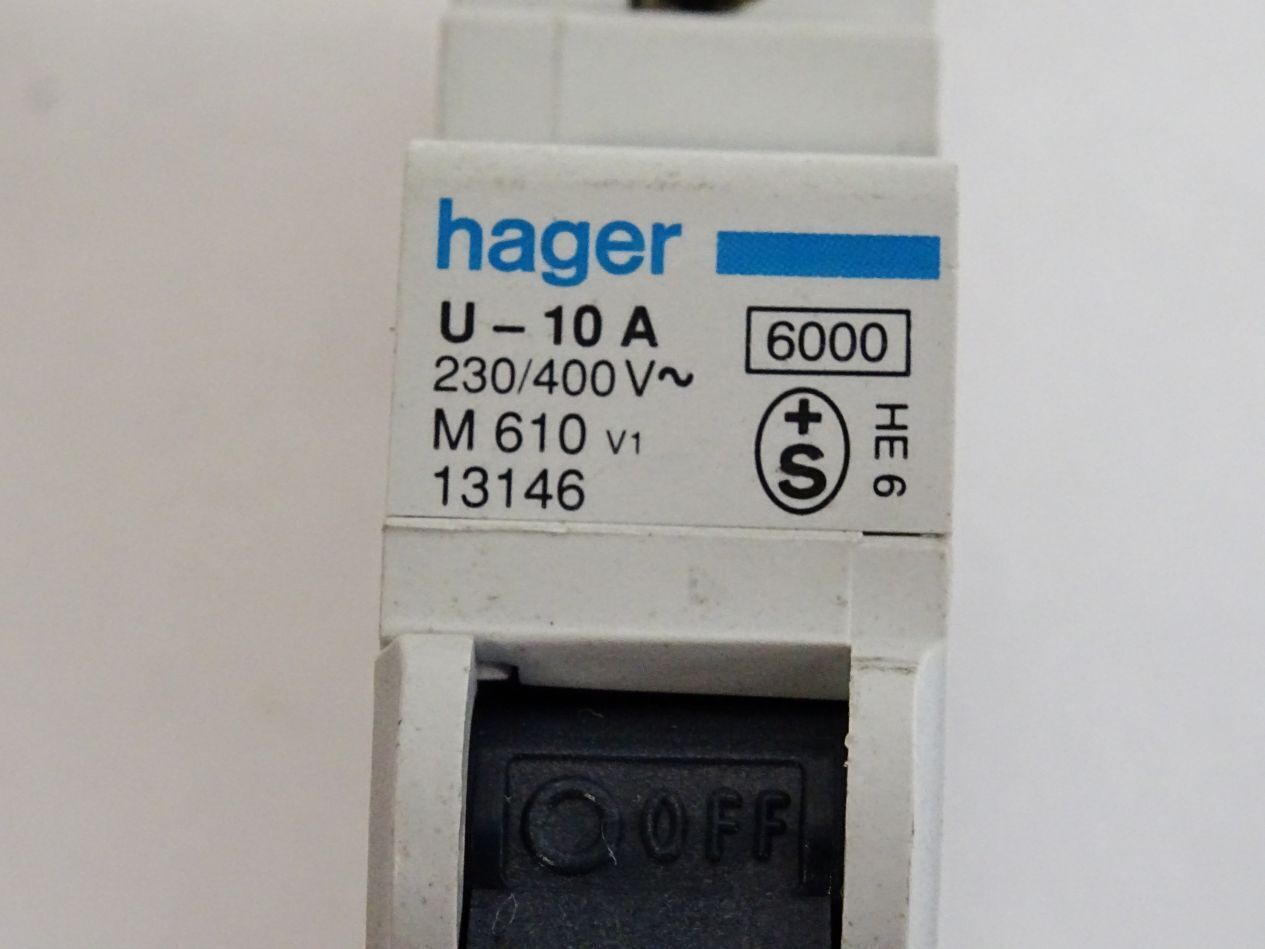 hager
U – 10 A
6000
230/400 V~
M 610 V1
13146
+
S
HE 6
OFF